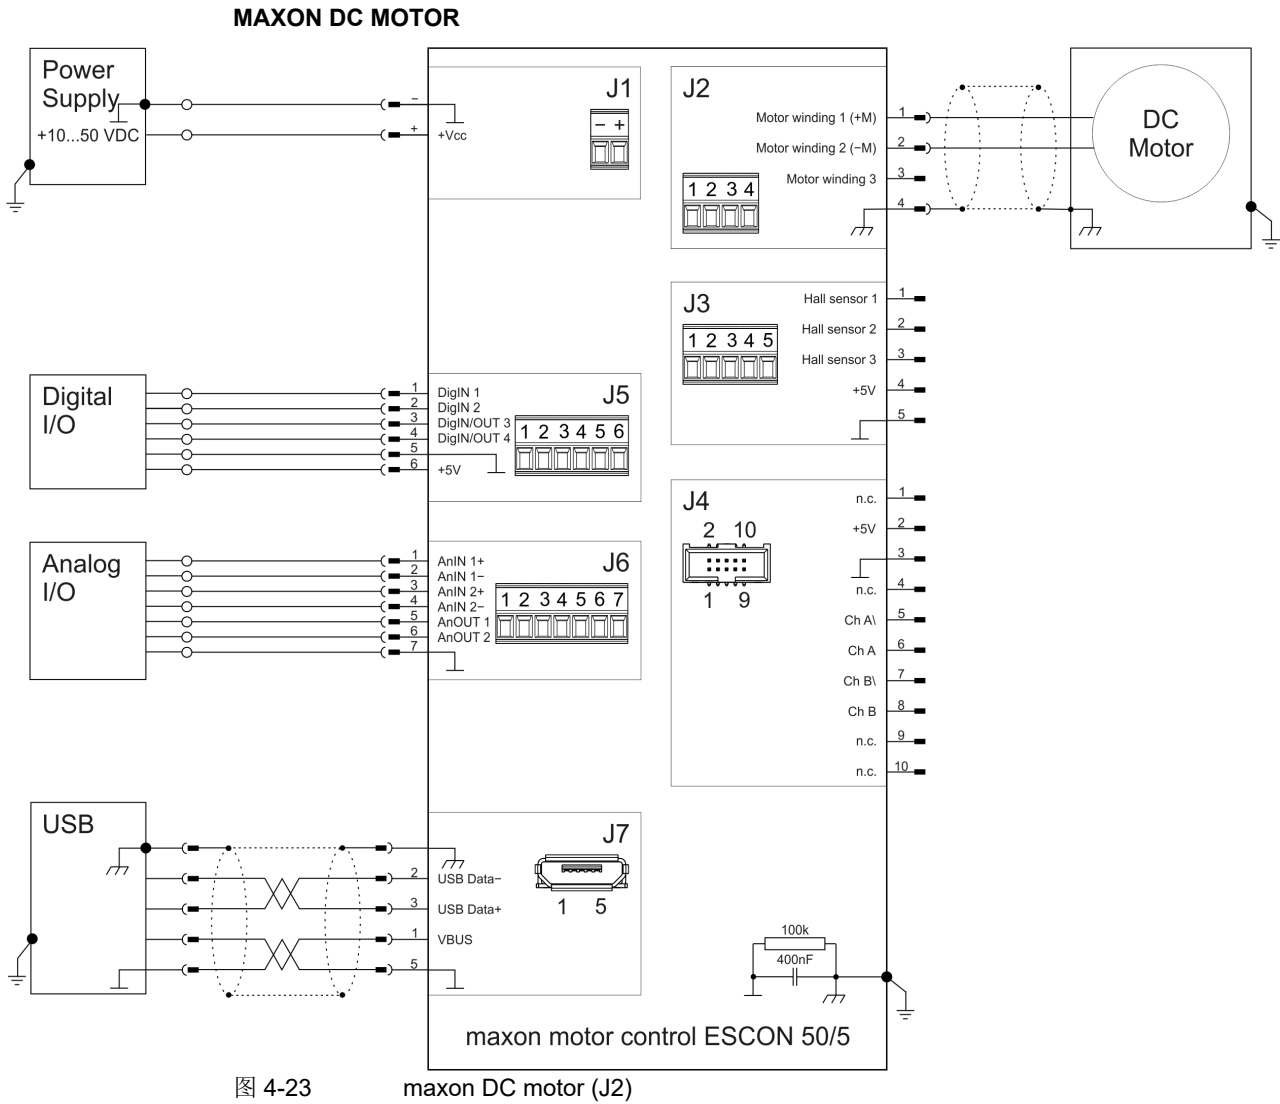 MAXON DC MOTOR
Power
Supply
+10...50 VDC
−
+
+Vcc
J1
− +
J2
1 2 3 4
Motor winding 1 (+M) 1
Motor winding 2 (−M) 2
Motor winding 3 3
4
DC
Motor
J3
1 2 3 4 5
Hall sensor 1 1
Hall sensor 2 2
Hall sensor 3 3
+5V 4
5
Digital
I/O
1 DigIN 1
2 DigIN 2
3 DigIN/OUT 3
4 DigIN/OUT 4
5
6 +5V
J5
1 2 3 4 5 6
J4
2 10
1 9
n.c. 1
+5V 2
3
n.c. 4
Ch A\ 5
Ch A 6
Ch B\ 7
Ch B 8
n.c. 9
n.c. 10
Analog
I/O
1 AnIN 1+
2 AnIN 1−
3 AnIN 2+
4 AnIN 2−
5 AnOUT 1
6 AnOUT 2
7
J6
1 2 3 4 5 6 7
USB
2 USB Data−
3 USB Data+
1 VBUS
5
J7
1 5
100k
400nF
maxon motor control ESCON 50/5
图 4-23 maxon DC motor (J2)